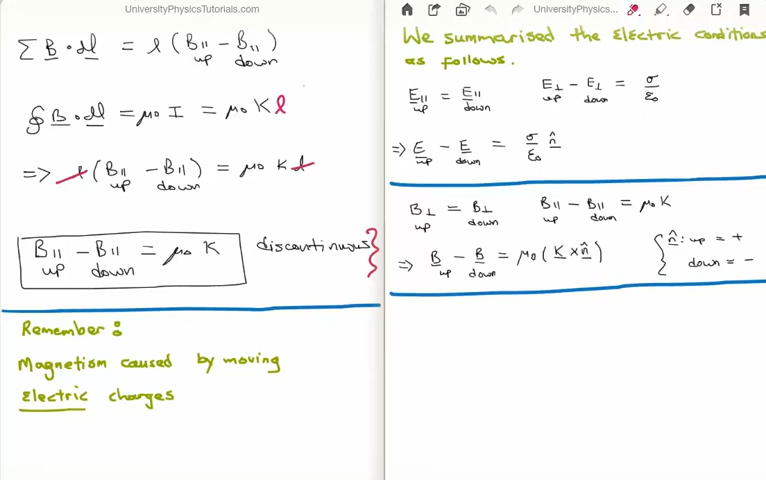 UniversityPhysicsTutorials.com
Σ B · dl = l (B∥ up − B∥ down)
∮ B · dl = μ₀ I = μ₀ K l
=> l (B∥ up − B∥ down) = μ₀ K l
B∥ up − B∥ down = μ₀ K discontinuous
Remember :
Magnetism caused by moving
Electric charges
UniversityPhysicsTutorials.com
We summarised the Electric conditions
as follows.
E∥ up = E∥ down E⊥ up − E⊥ down = σ/ε₀
=> E up − E down = σ/ε₀ n̂
B⊥ up = B⊥ down B∥ up − B∥ down = μ₀ K
=> B up − B down = μ₀ (K × n̂) { n̂ : up = +
down = −